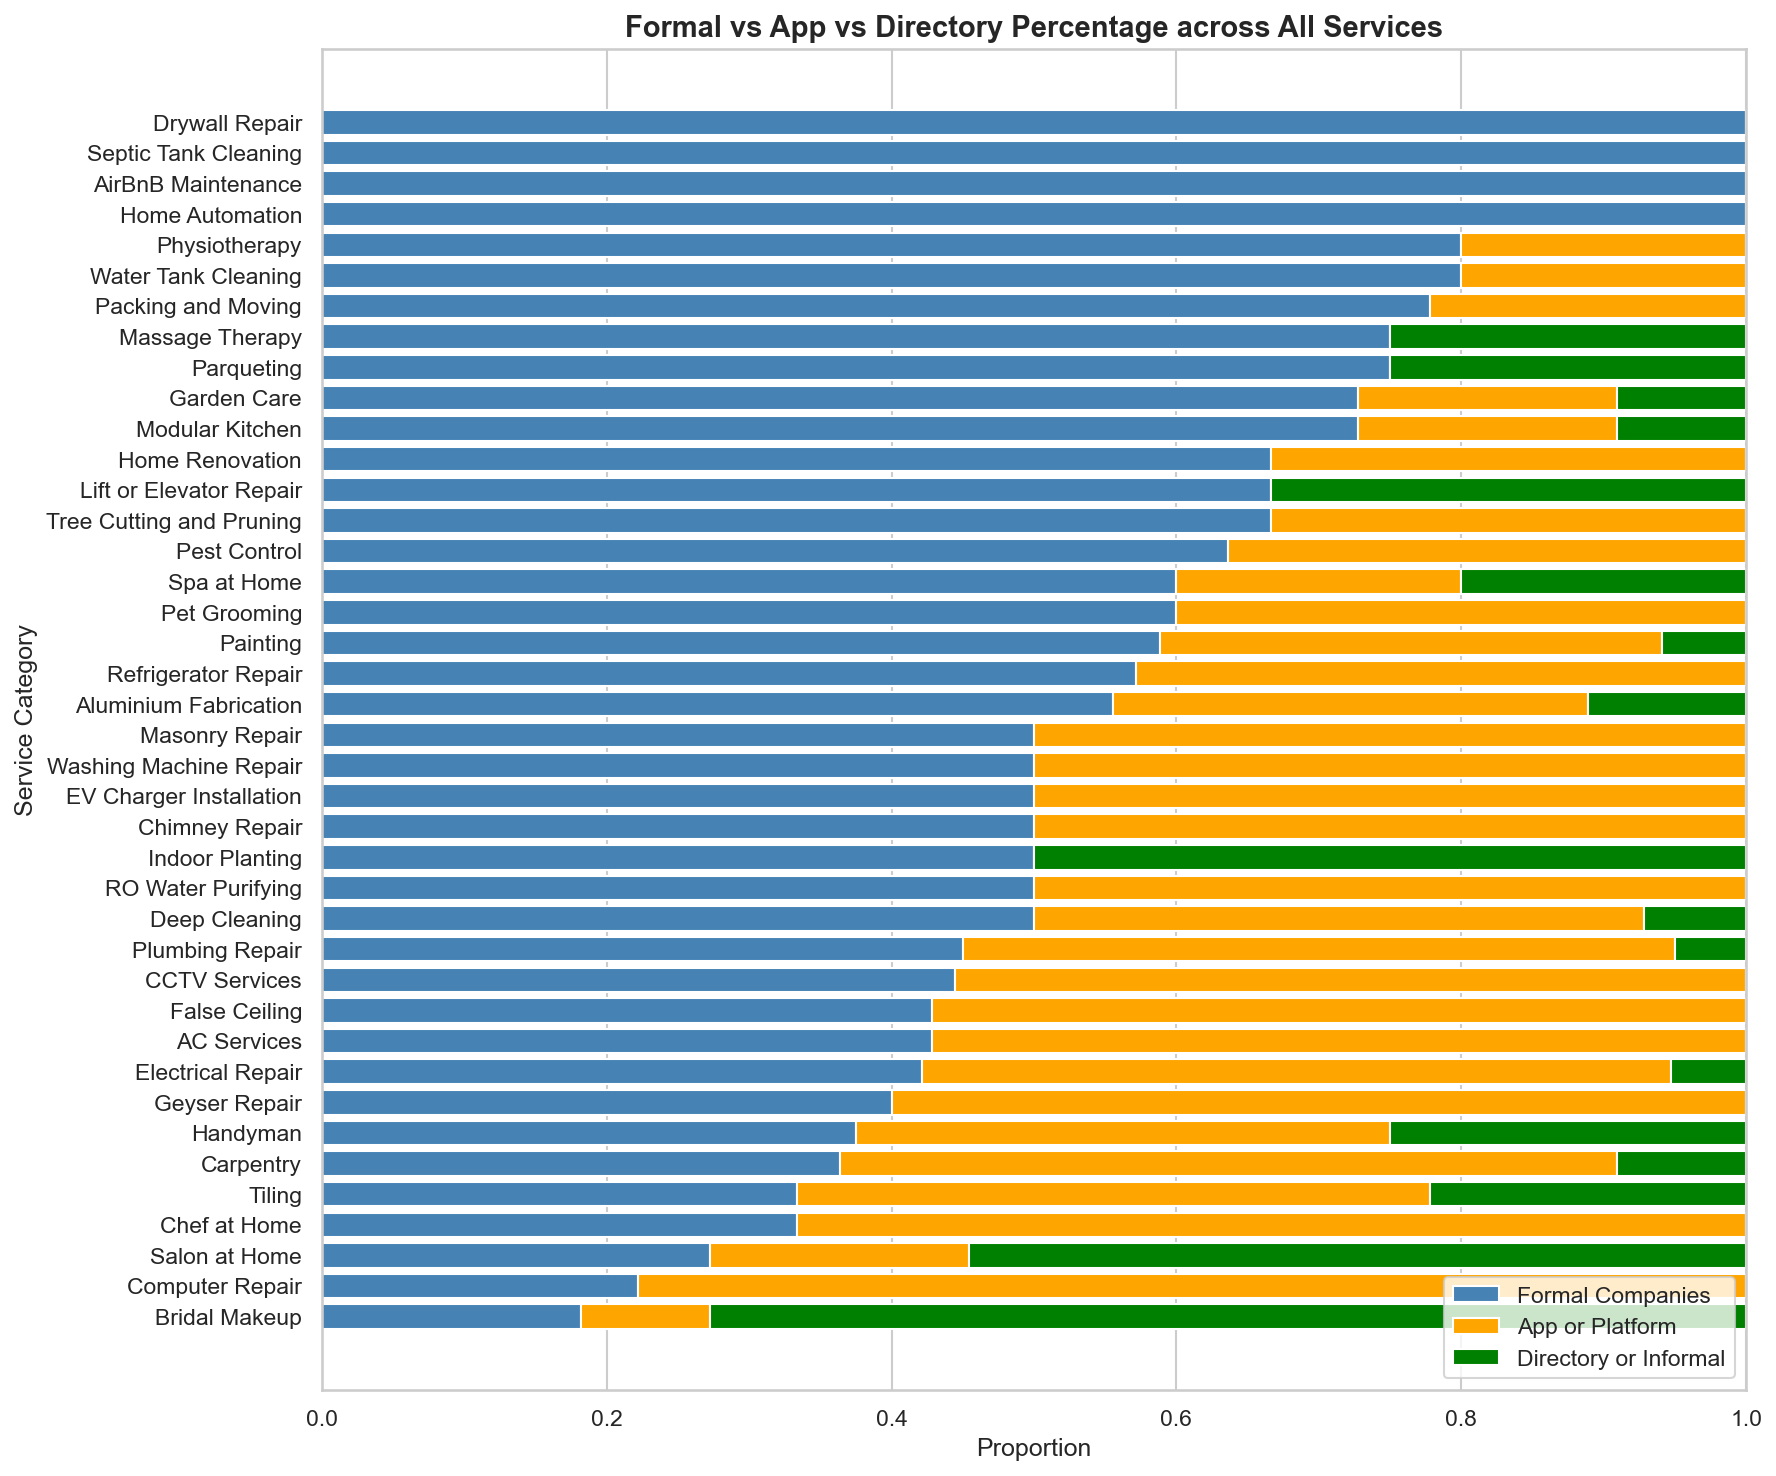 Formal vs App vs Directory Percentage across All Services
Service Category
Drywall Repair
Septic Tank Cleaning
AirBnB Maintenance
Home Automation
Physiotherapy
Water Tank Cleaning
Packing and Moving
Massage Therapy
Parqueting
Garden Care
Modular Kitchen
Home Renovation
Lift or Elevator Repair
Tree Cutting and Pruning
Pest Control
Spa at Home
Pet Grooming
Painting
Refrigerator Repair
Aluminium Fabrication
Masonry Repair
Washing Machine Repair
EV Charger Installation
Chimney Repair
Indoor Planting
RO Water Purifying
Deep Cleaning
Plumbing Repair
CCTV Services
False Ceiling
AC Services
Electrical Repair
Geyser Repair
Handyman
Carpentry
Tiling
Chef at Home
Salon at Home
Computer Repair
Bridal Makeup
Formal Companies
App or Platform
Directory or Informal
0.0 0.2 0.4 0.6 0.8 1.0
Proportion